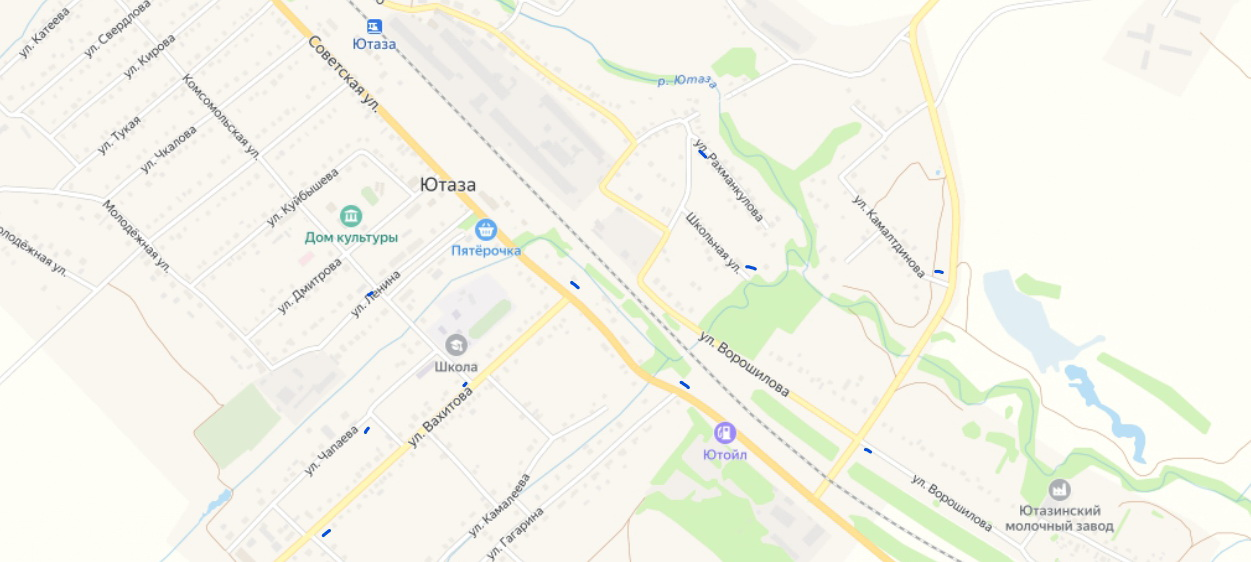 ул. Катеева
ул. Свердлова
ул. Кирова
Ютаза
Советская ул.
р. Ютаза
Комсомольская ул.
ул. Тукая
ул. Чкалова
ул. Рахманкулова
Ютаза
ул. Куйбышева
Молодёжная ул.
Дом культуры
Пятёрочка
Школьная ул.
ул. Камалтдинова
олодёжная ул.
ул. Дмитрова
ул. Ленина
Школа
ул. Ворошилова
ул. Вахитова
ул. Чапаева
Ютойл
ул. Камалеева
ул. Гагарина
ул. Ворошилова
Ютазинский
молочный завод